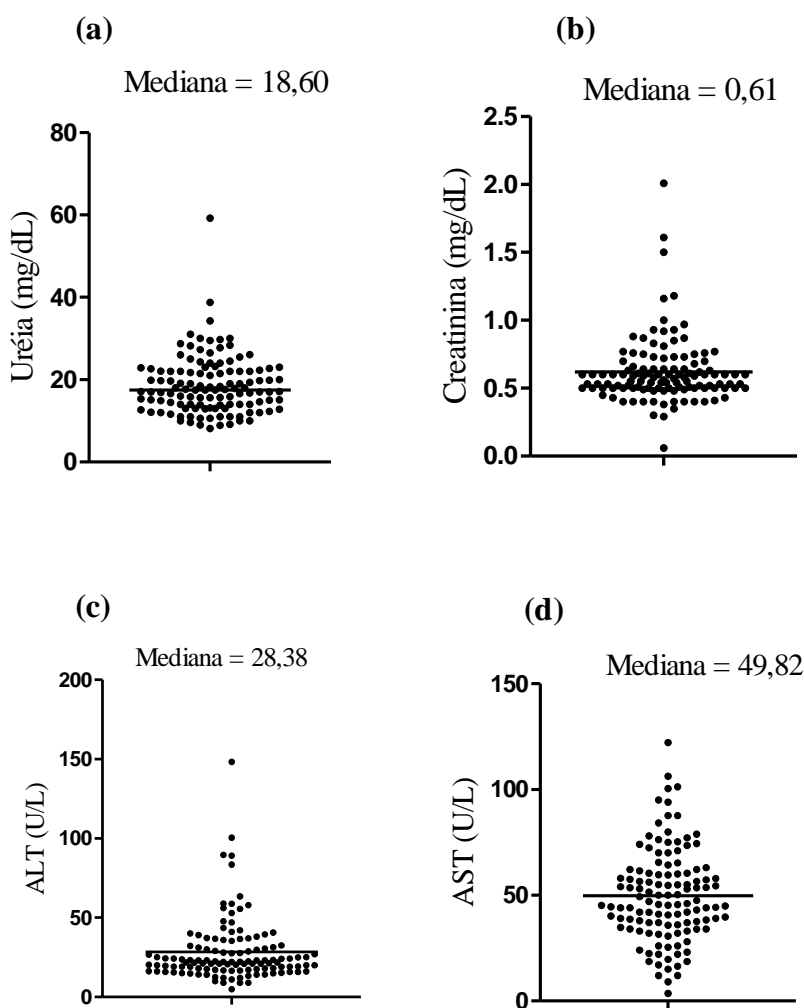 (a)
Mediana = 18,60
80
60
40
20
0
Uréia (mg/dL)
(b)
Mediana = 0,61
2.5
2.0
1.5
1.0
0.5
0.0
Creatinina (mg/dL)
(c)
Mediana = 28,38
200
150
100
50
0
ALT (U/L)
(d)
Mediana = 49,82
150
100
50
0
AST (U/L)